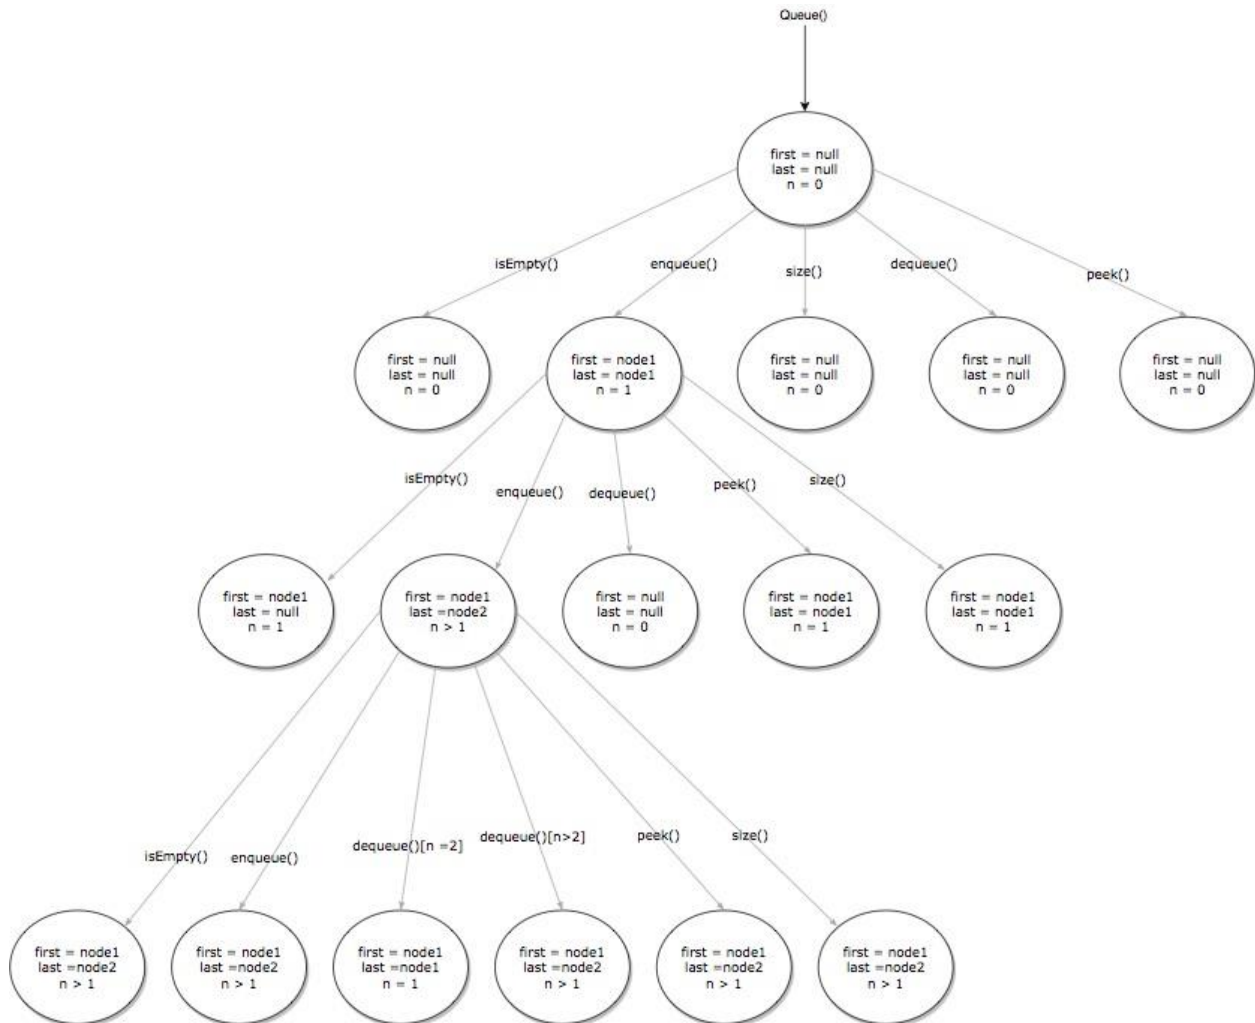 Queue()
first = null
last = null
n = 0
isEmpty()
enqueue()
size()
dequeue()
peek()
first = null
last = null
n = 0
first = node1
last = node1
n = 1
first = null
last = null
n = 0
first = null
last = null
n = 0
first = null
last = null
n = 0
isEmpty()
enqueue()
dequeue()
peek()
size()
first = node1
last = null
n = 1
first = node1
last =node2
n > 1
first = null
last = null
n = 0
first = node1
last = node1
n = 1
first = node1
last = node1
n = 1
isEmpty()
enqueue()
dequeue()[n =2]
dequeue()[n>2]
peek()
size()
first = node1
last =node2
n > 1
first = node1
last =node2
n > 1
first = node1
last =node1
n = 1
first = node1
last =node2
n > 1
first = node1
last =node2
n > 1
first = node1
last =node2
n > 1